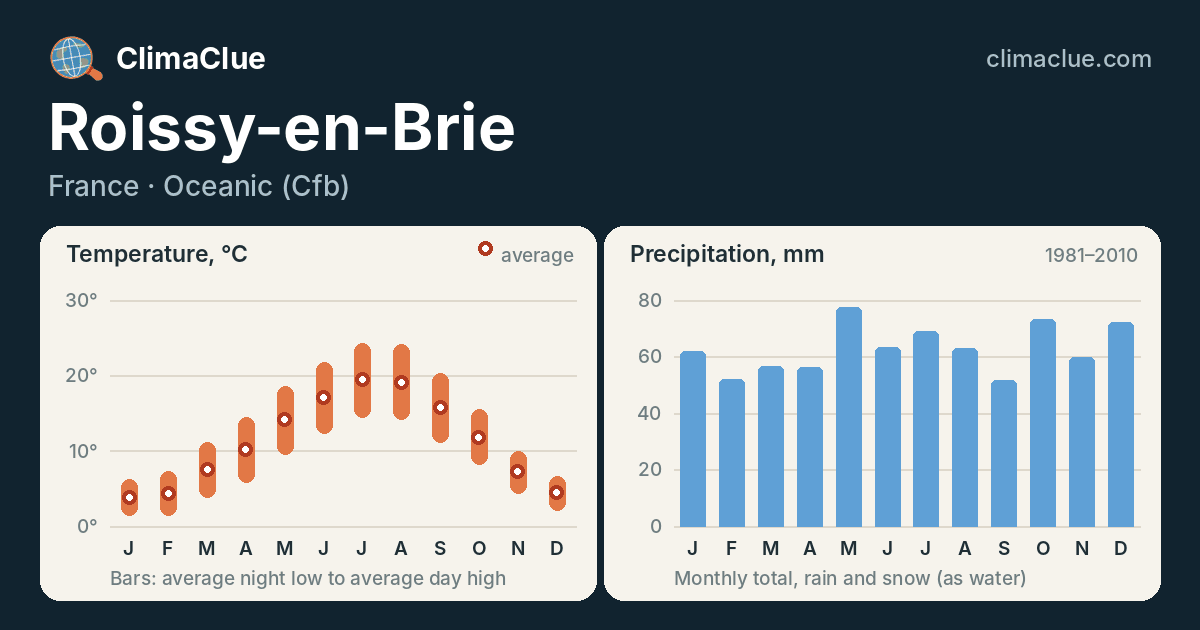 ClimaClue
climaclue.com
Roissy-en-Brie
France · Oceanic (Cfb)
Temperature, °C
average
30°
20°
10°
0°
J F M A M J J A S O N D
Bars: average night low to average day high
Precipitation, mm
1981–2010
80
60
40
20
0
J F M A M J J A S O N D
Monthly total, rain and snow (as water)